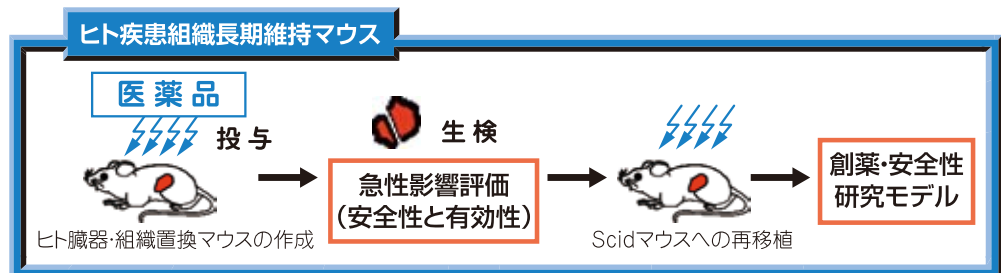 ヒト疾患組織長期維持マウス
医薬品
投与
生検
急性影響評価
(安全性と有効性)
創薬・安全性
研究モデル
ヒト臓器・組織置換マウスの作成
Scidマウスへの再移植